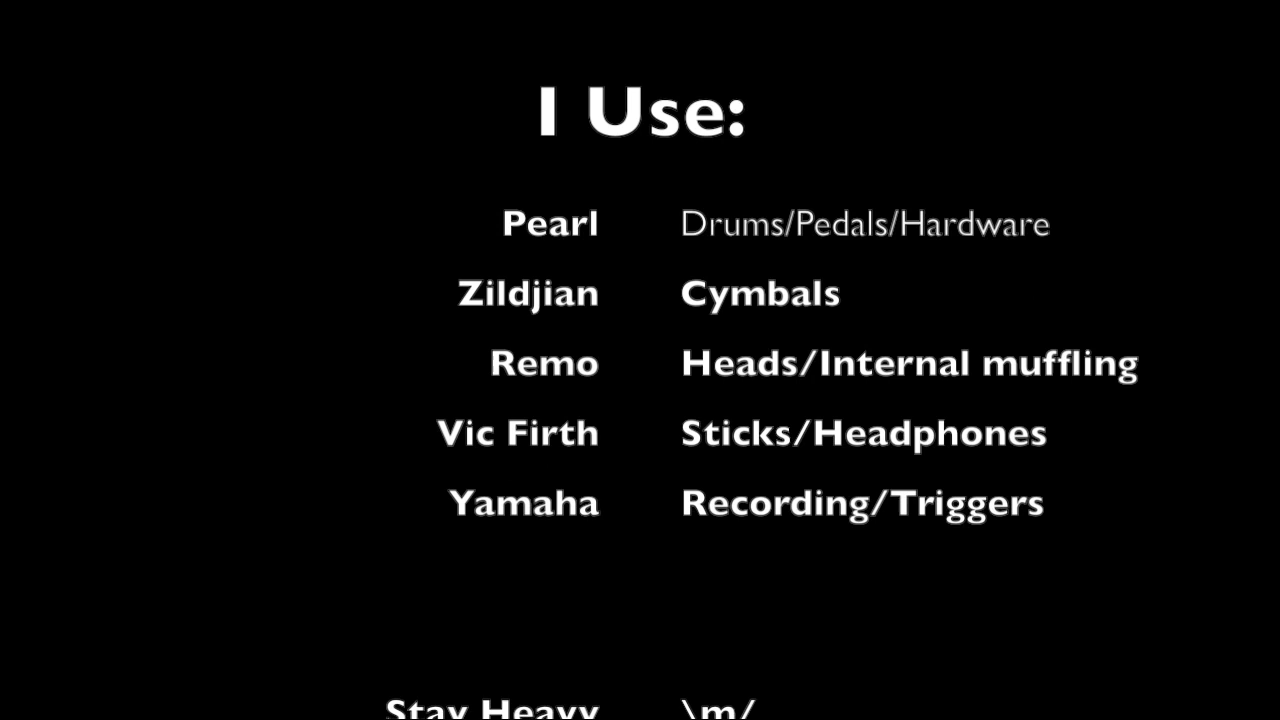 I Use:
Pearl Drums/Pedals/Hardware
Zildjian Cymbals
Remo Heads/Internal muffling
Vic Firth Sticks/Headphones
Yamaha Recording/Triggers
Stay Heavy \m/